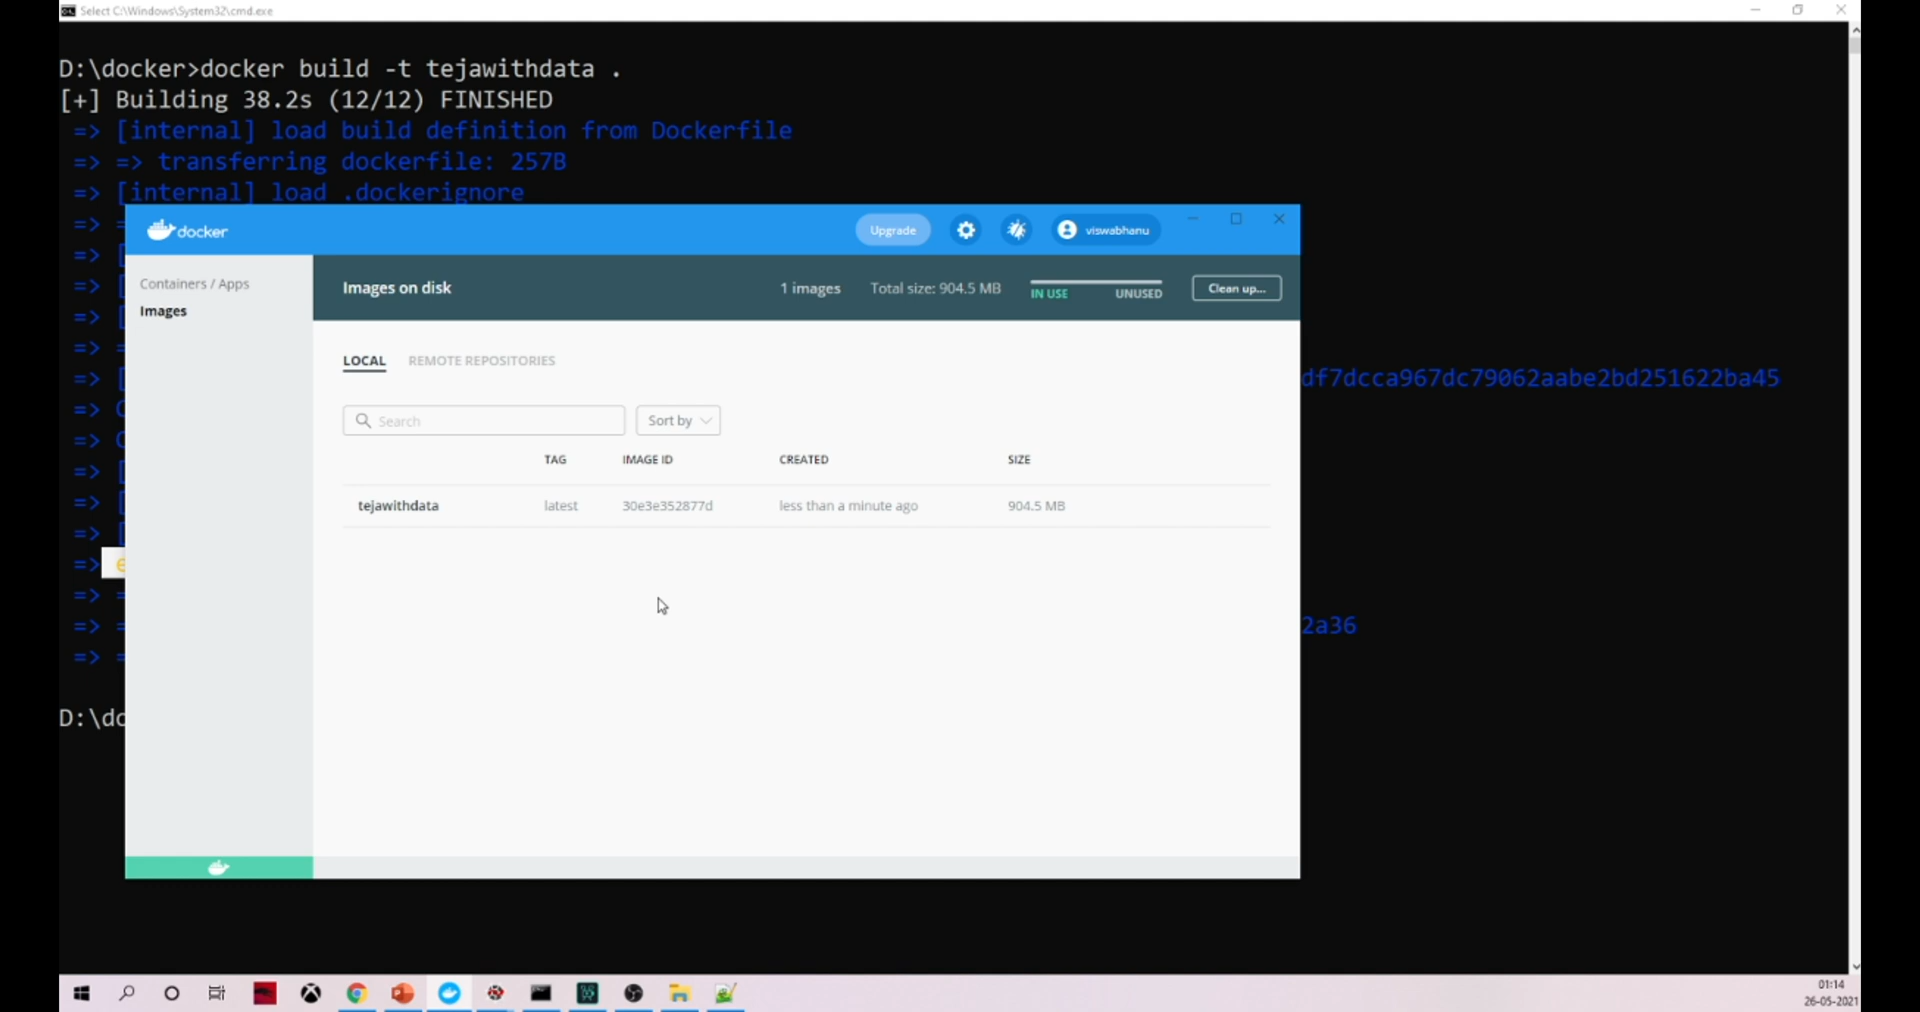 Select C:\Windows\System32\cmd.exe
D:\docker>docker build -t tejawithdata .
[+] Building 38.2s (12/12) FINISHED
=> [internal] load build definition from Dockerfile
=> => transferring dockerfile: 257B
=> [internal] load .dockerignore
=> =
docker
Upgrade
viswabhanu
=> [
Containers / Apps
=> [
Images on disk
1 images
Total size: 904.5 MB
IN USE
UNUSED
Clean up...
Images
=> [
=> =
LOCAL
REMOTE REPOSITORIES
=> [
df7dcca967dc79062aabe2bd251622ba45
=>
Search
Sort by
=>
TAG
IMAGE ID
CREATED
SIZE
=> [
=> [
tejawithdata
latest
30e3e352877d
less than a minute ago
904.5 MB
=> [
=>
=> =
=> =
2a36
=> =
D:\do
01:14
26-05-2021